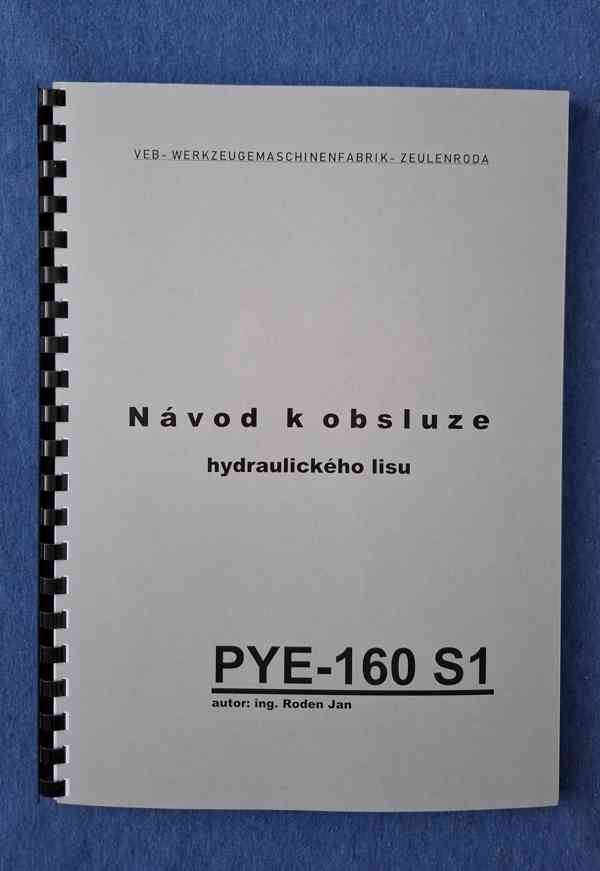 VEB- WERKZEUGEMASCHINENFABRIK- ZEULENRODA
Návod k obsluze
hydraulického lisu
PYE-160 S1
autor: ing. Roden Jan